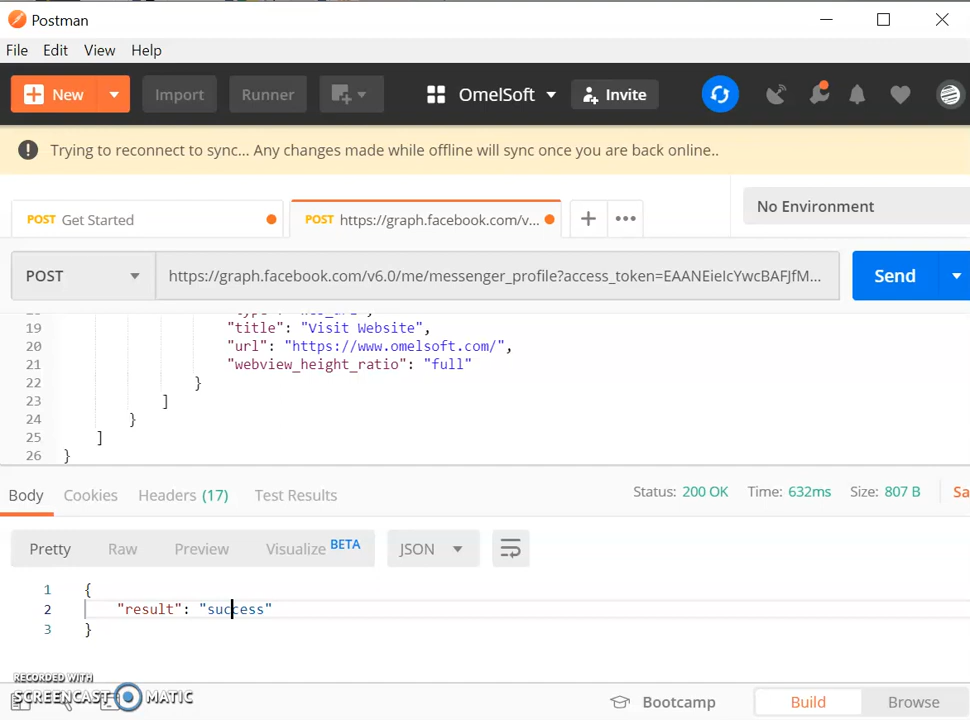 Postman
File Edit View Help
New Import Runner OmelSoft Invite
Trying to reconnect to sync... Any changes made while offline will sync once you are back online..
POST Get Started POST https://graph.facebook.com/v... No Environment
POST https://graph.facebook.com/v6.0/me/messenger_profile?access_token=EAANEieIcYwcBAFJfM... Send
19 "title": "Visit Website",
20 "url": "https://www.omelsoft.com/",
21 "webview_height_ratio": "full"
22 }
23 ]
24 }
25 ]
26 }
Body Cookies Headers (17) Test Results Status: 200 OK Time: 632ms Size: 807 B Sa
Pretty Raw Preview Visualize BETA JSON
1 {
2 "result": "success"
3 }
RECORDED WITH
SCREENCAST MATIC
Bootcamp Build Browse